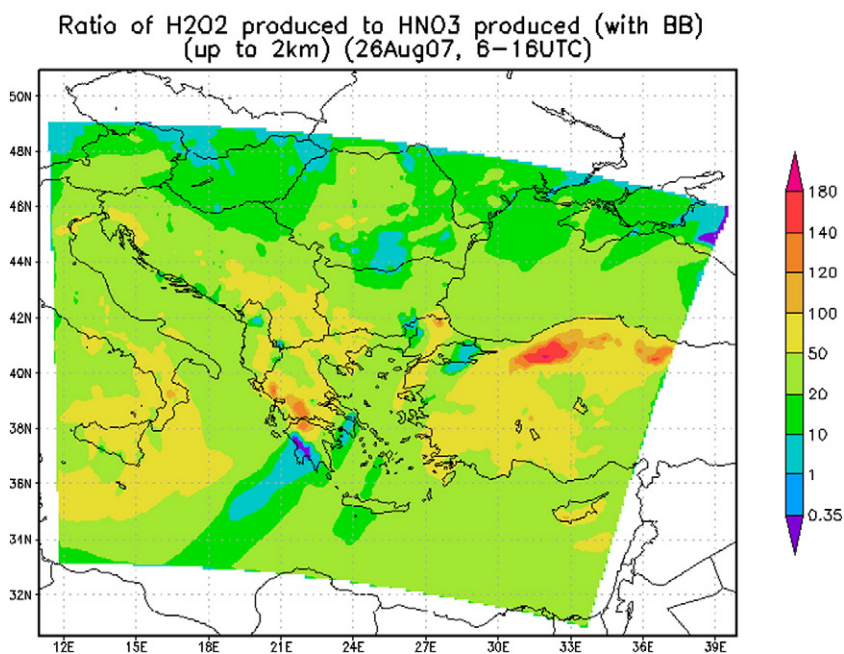 Ratio of H2O2 produced to HNO3 produced (with BB)
(up to 2km) (26Aug07, 6-16UTC)
50N
48N
46N
44N
42N
40N
38N
36N
34N
32N
12E 15E 18E 21E 24E 27E 30E 33E 36E 39E
180
140
120
100
50
20
10
1
0.35